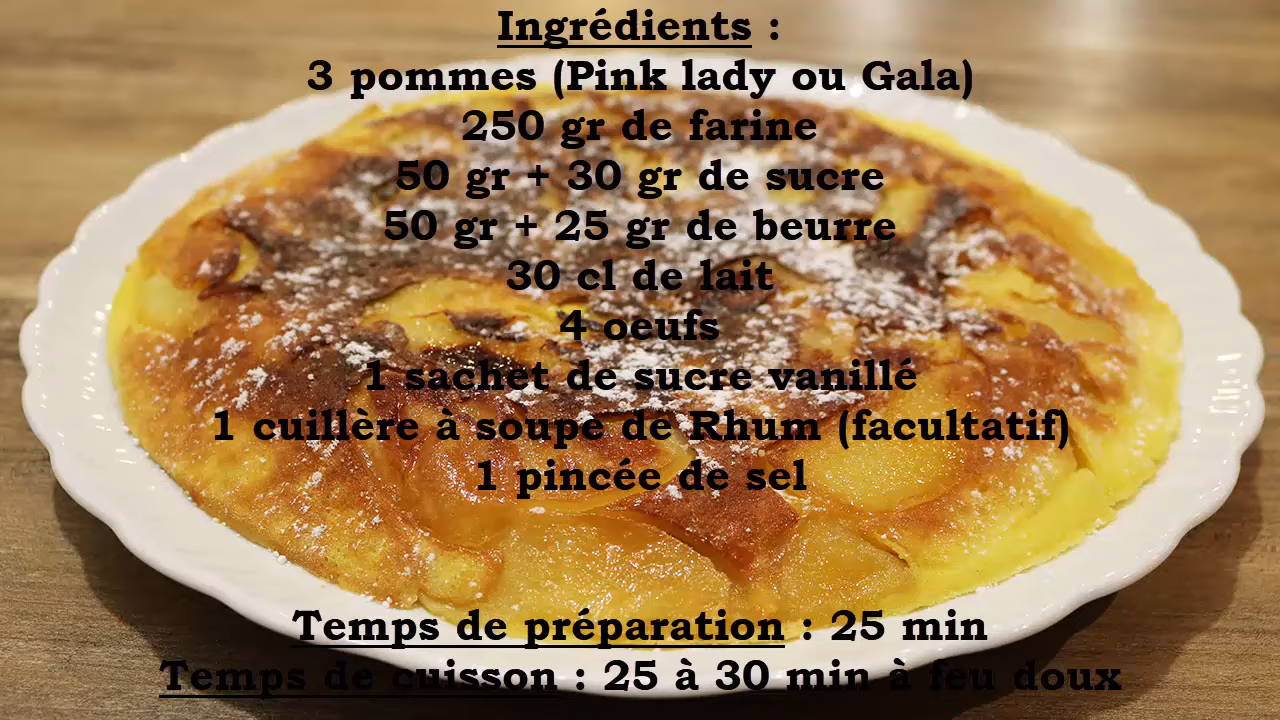 Ingrédients :
3 pommes (Pink lady ou Gala)
250 gr de farine
50 gr + 30 gr de sucre
50 gr + 25 gr de beurre
30 cl de lait
4 oeufs
1 sachet de sucre vanillé
1 cuillère à soupe de Rhum (facultatif)
1 pincée de sel
Temps de préparation : 25 min
Temps de cuisson : 25 à 30 min à feu doux